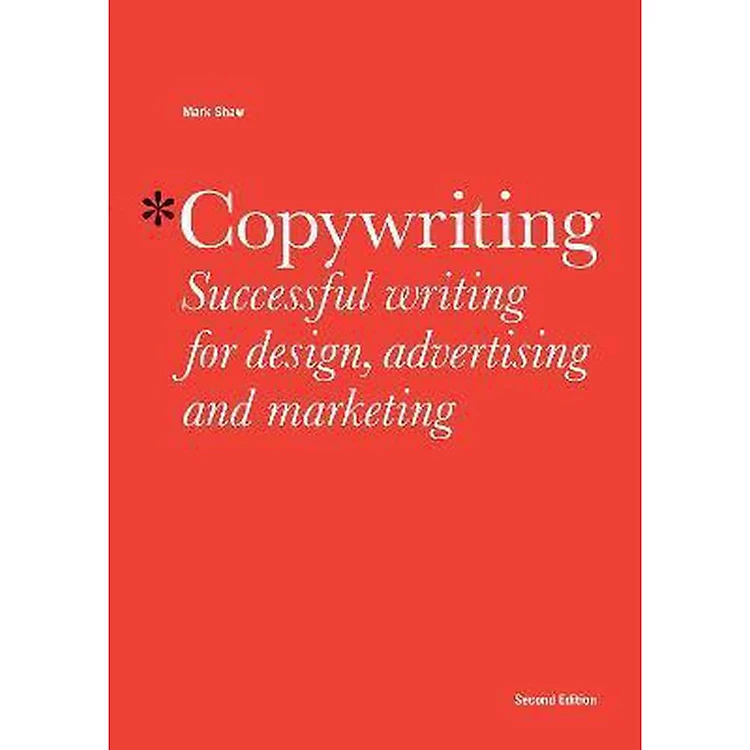 Mark Shaw
*Copywriting
Successful writing
for design, advertising
and marketing
Second Edition